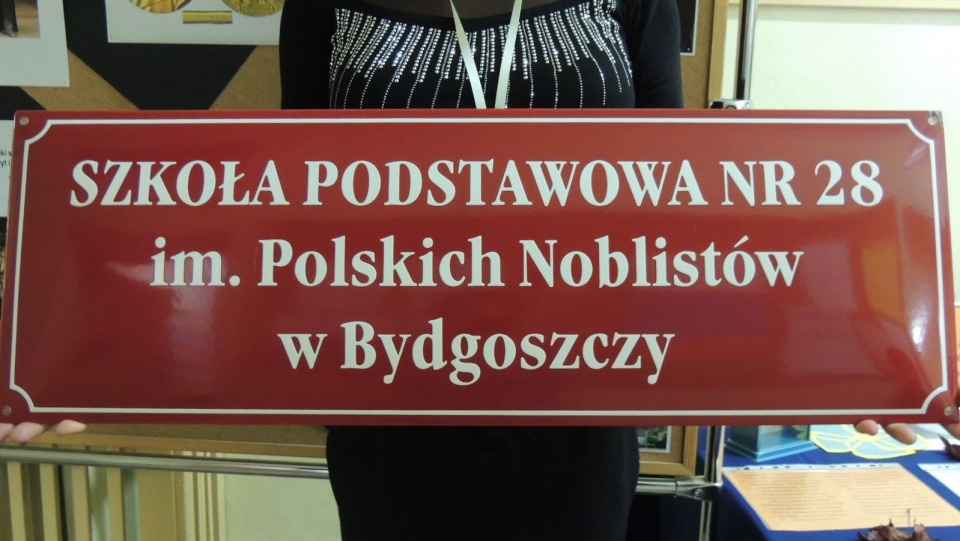 SZKOŁA PODSTAWOWA NR 28
im. Polskich Noblistów
w Bydgoszczy